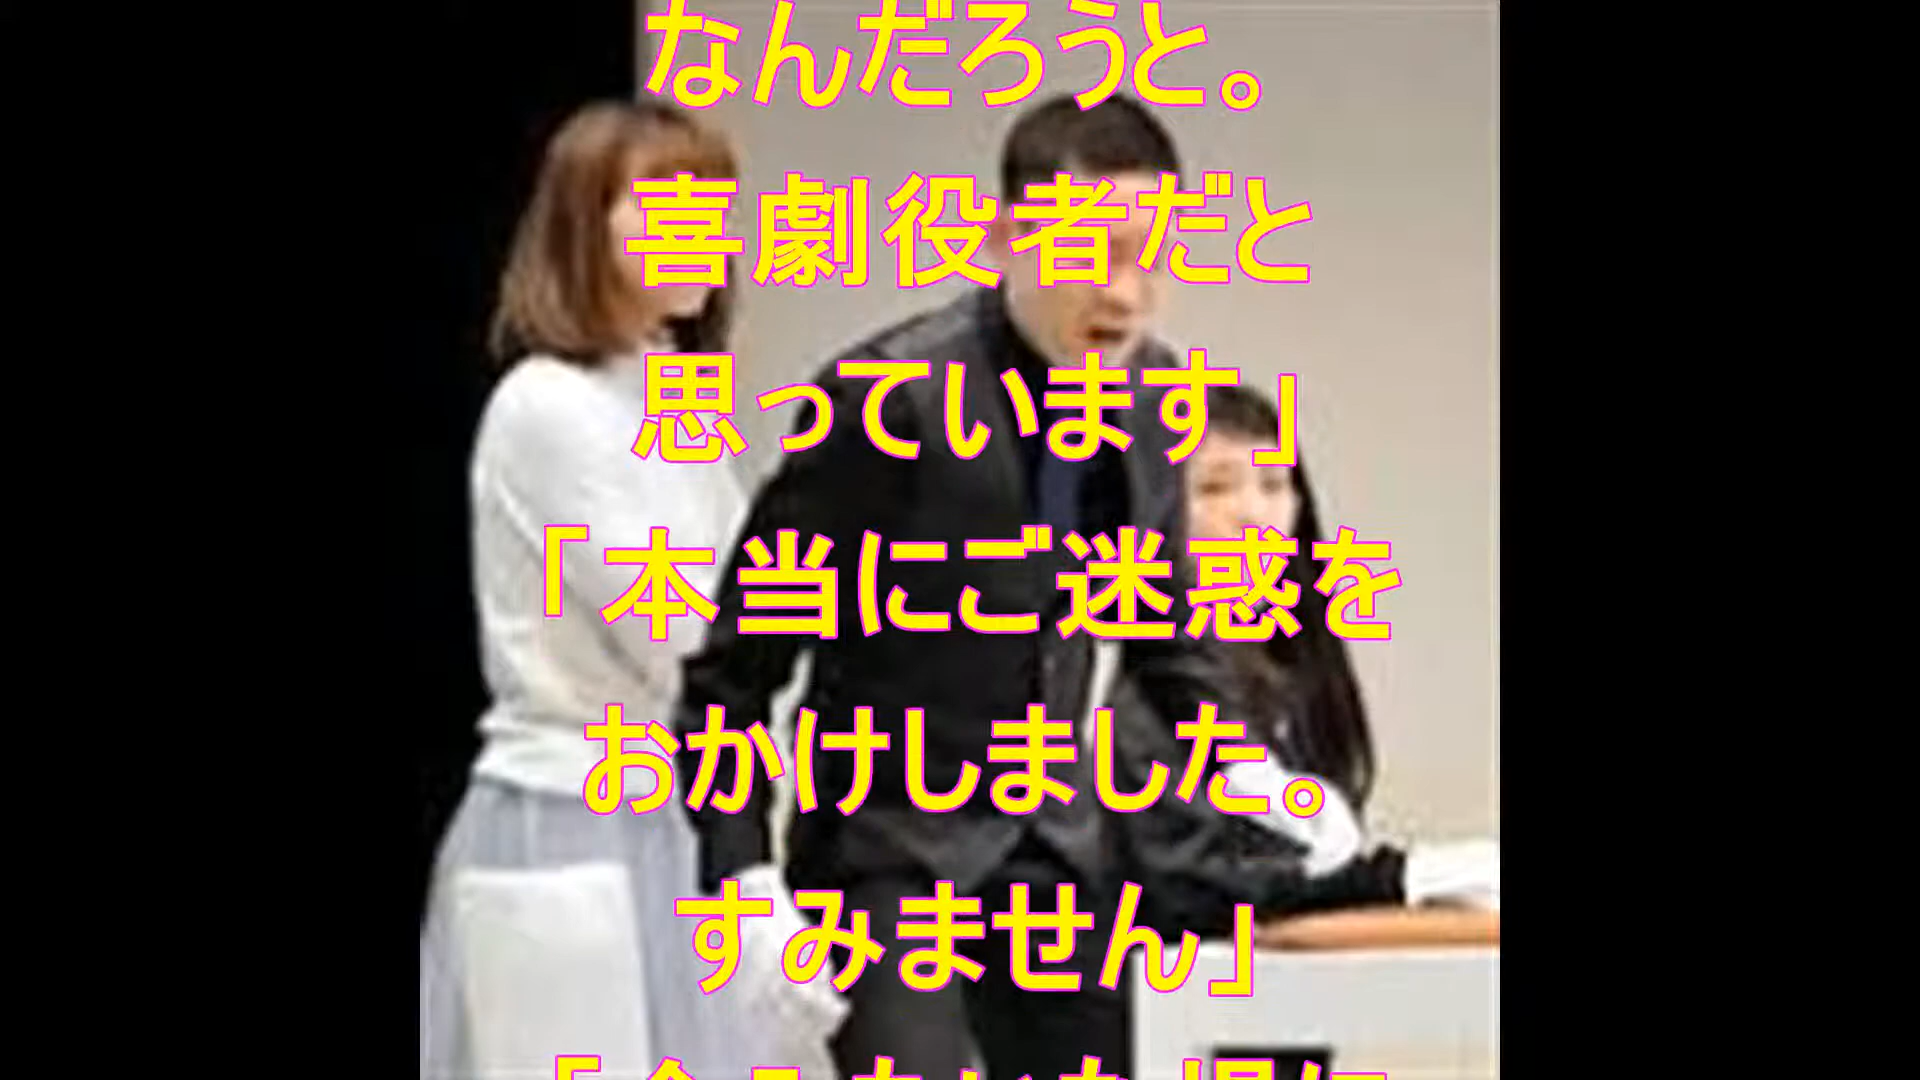 なんだろうと。
喜劇役者だと
思っています」
「本当にご迷惑を
おかけしました。
すみません」